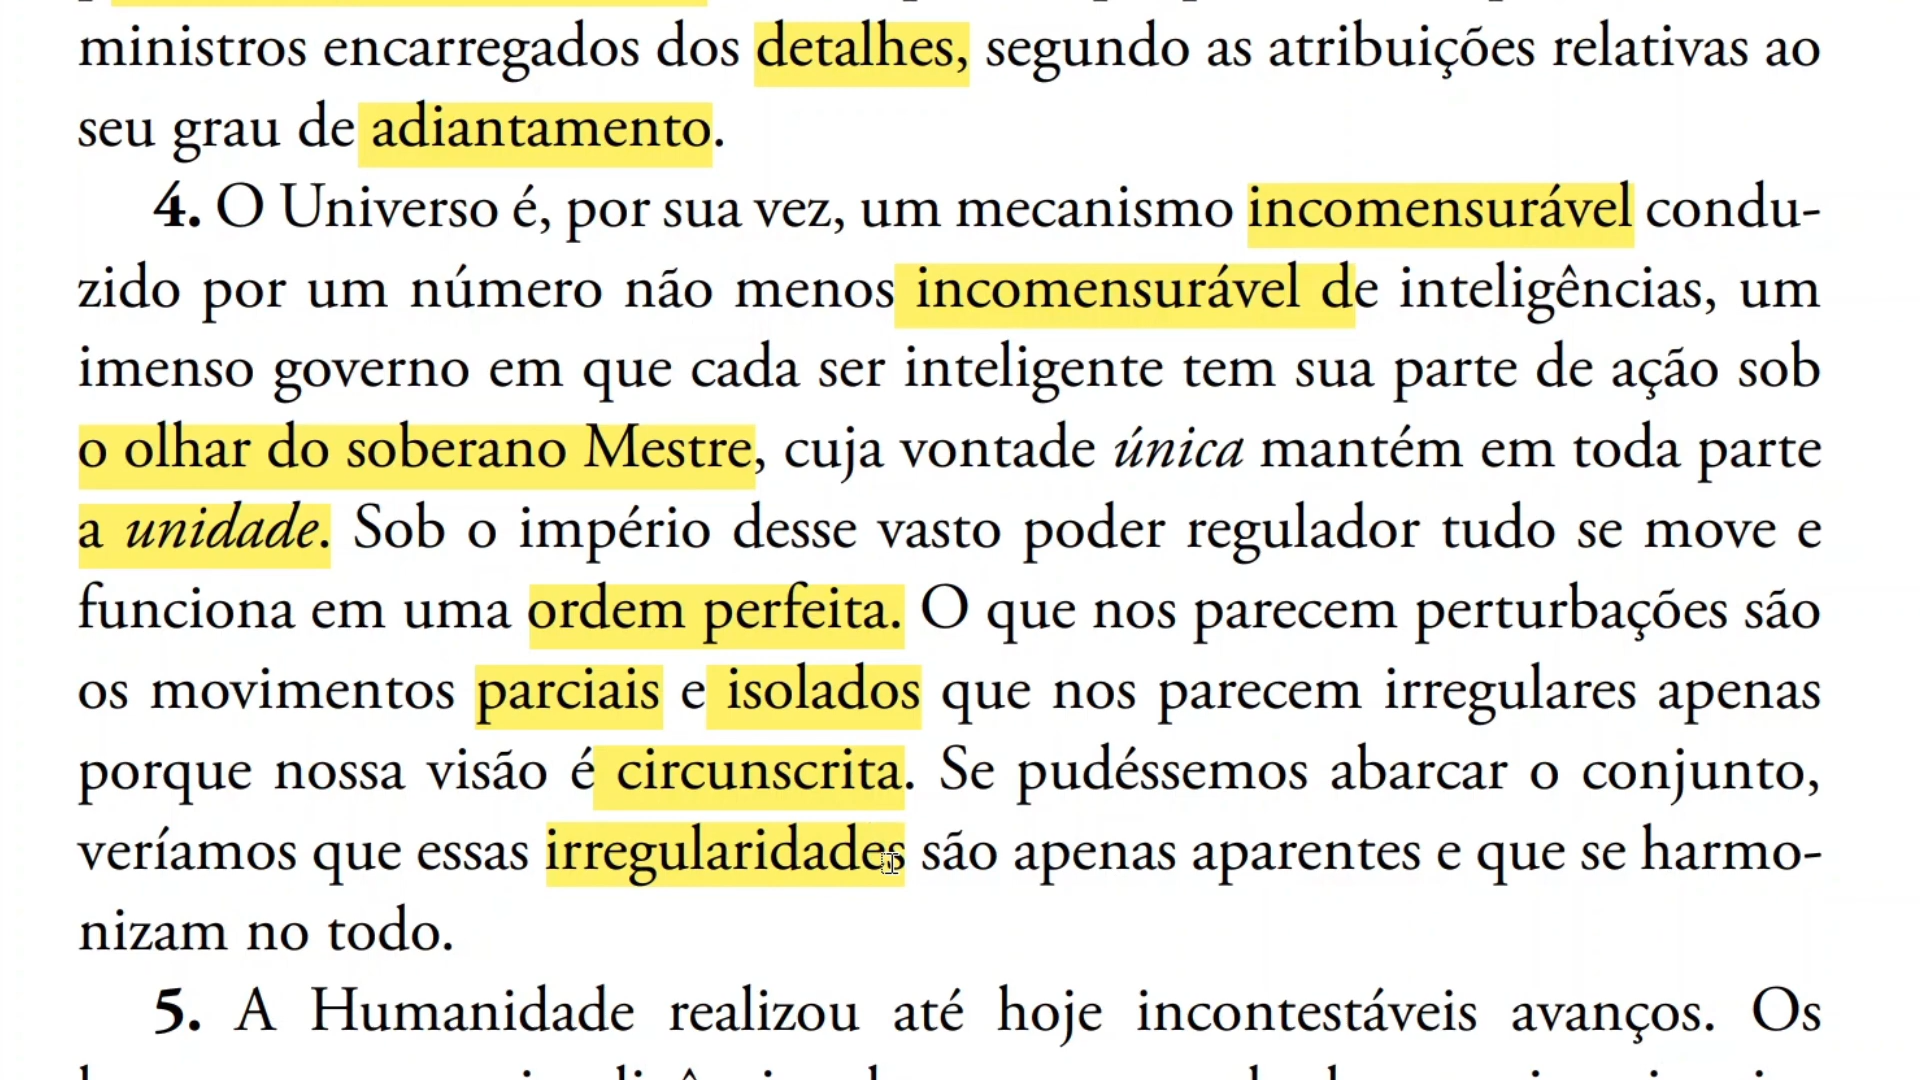 ministros encarregados dos detalhes, segundo as atribuições relativas ao
seu grau de adiantamento.
4. O Universo é, por sua vez, um mecanismo incomensurável condu-
zido por um número não menos incomensurável de inteligências, um
imenso governo em que cada ser inteligente tem sua parte de ação sob
o olhar do soberano Mestre, cuja vontade única mantém em toda parte
a unidade. Sob o império desse vasto poder regulador tudo se move e
funciona em uma ordem perfeita. O que nos parecem perturbações são
os movimentos parciais e isolados que nos parecem irregulares apenas
porque nossa visão é circunscrita. Se pudéssemos abarcar o conjunto,
veríamos que essas irregularidades são apenas aparentes e que se harmo-
nizam no todo.
5. A Humanidade realizou até hoje incontestáveis avanços. Os